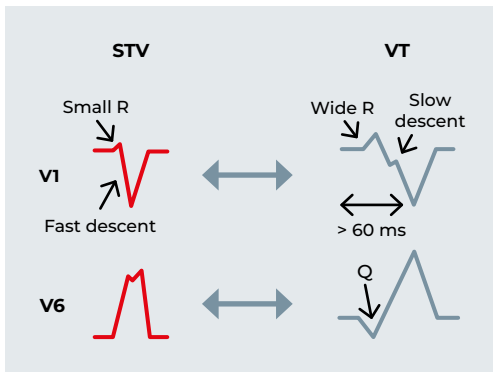 STV
VT
Small R
Wide R
Slow
descent
V1
Fast descent
> 60 ms
Q
V6